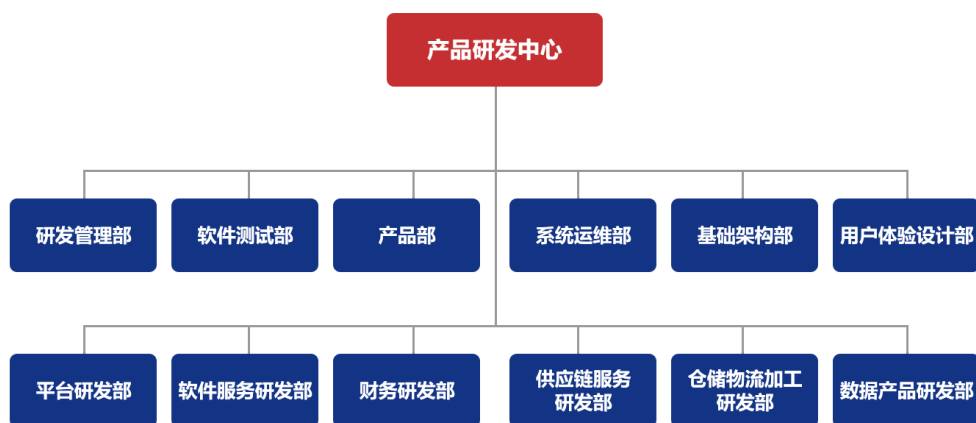 产品研发中心
研发管理部
软件测试部
产品部
系统运维部
基础架构部
用户体验设计部
平台研发部
软件服务研发部
财务研发部
供应链服务
研发部
仓储物流加工
研发部
数据产品研发部